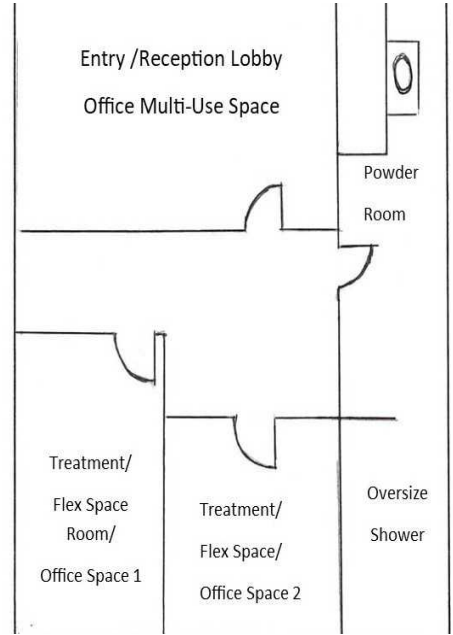 Entry /Reception Lobby
Office Multi-Use Space
Powder
Room
Treatment/
Flex Space
Room/
Office Space 1
Treatment/
Flex Space/
Office Space 2
Oversize
Shower